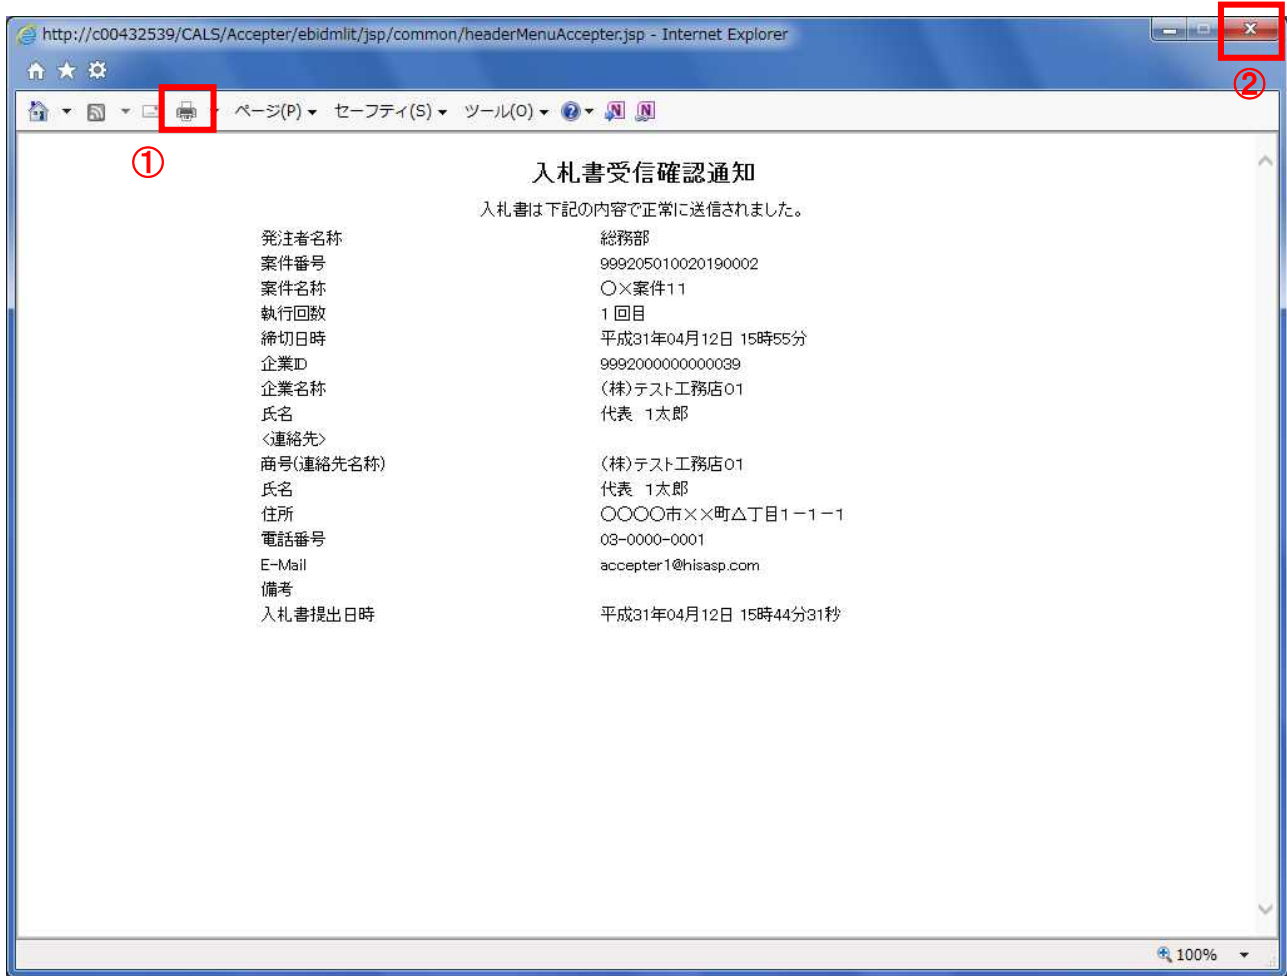 http://c00432539/CALS/Accepter/ebidmlit/jsp/common/headerMenuAccepter.jsp - Internet Explorer
②
ページ(P) セーフティ(S) ツール(O)
①
入札書受信確認通知
入札書は下記の内容で正常に送信されました。
発注者名称 総務部
案件番号 999205010020190002
案件名称 〇×案件11
執行回数 1回目
締切日時 平成31年04月12日 15時55分
企業ID 9992000000000039
企業名称 (株)テスト工務店01
氏名 代表 1太郎
<連絡先>
商号(連絡先名称) (株)テスト工務店01
氏名 代表 1太郎
住所 〇〇〇〇市××町△丁目1-1-1
電話番号 03-0000-0001
E-Mail accepter1@hisasp.com
備考
入札書提出日時 平成31年04月12日 15時44分31秒
100%